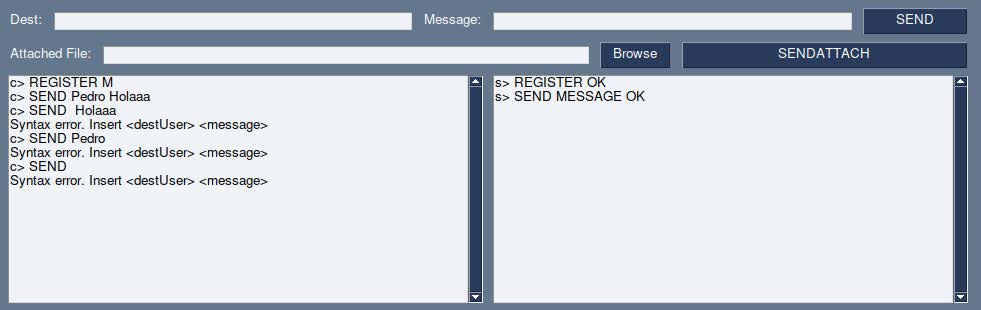 Dest: Message: SEND
Attached File: Browse SENDATTACH
c> REGISTER M
c> SEND Pedro Holaaa
c> SEND  Holaaa
Syntax error. Insert <destUser> <message>
c> SEND Pedro
Syntax error. Insert <destUser> <message>
c> SEND
Syntax error. Insert <destUser> <message>
s> REGISTER OK
s> SEND MESSAGE OK